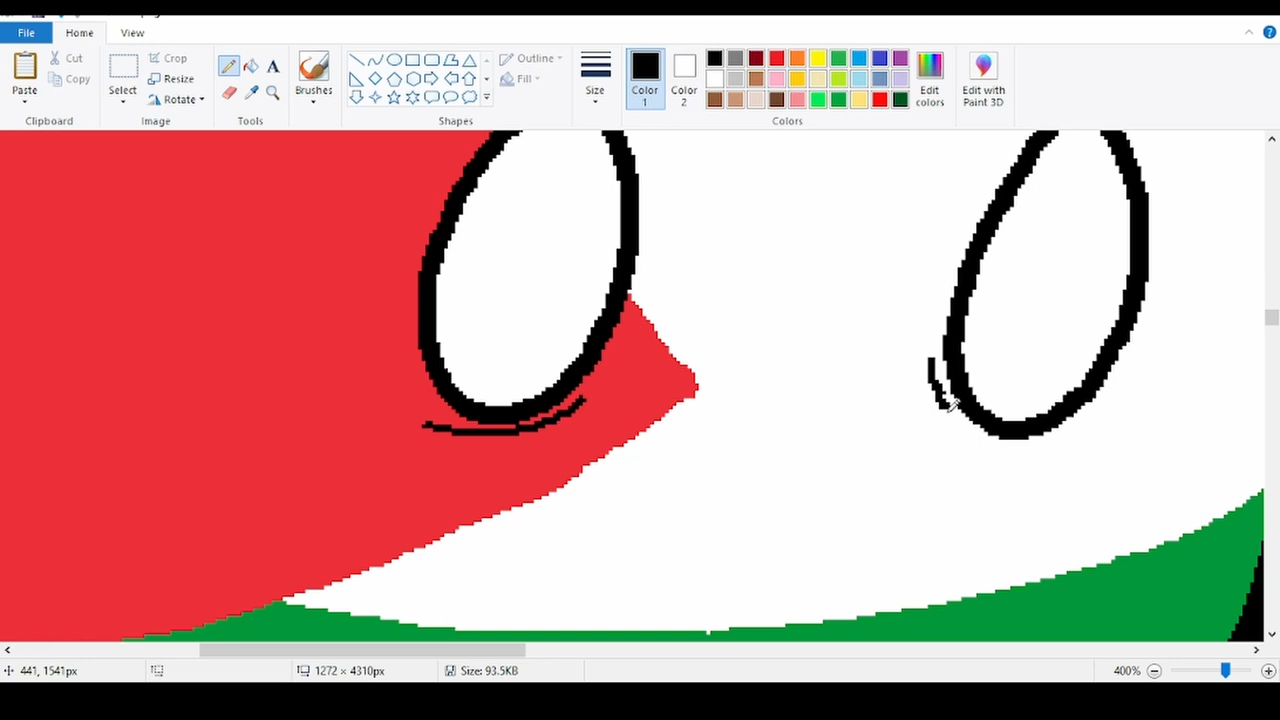 File Home View
Paste
Cut
Copy
Clipboard
Select
Crop
Resize
Rotate
Image
Tools
Brushes
Shapes
Outline
Fill
Size
Color 1
Color 2
Edit colors
Colors
Edit with Paint 3D
441, 1541px
1272 × 4310px
Size: 93.5KB
400%